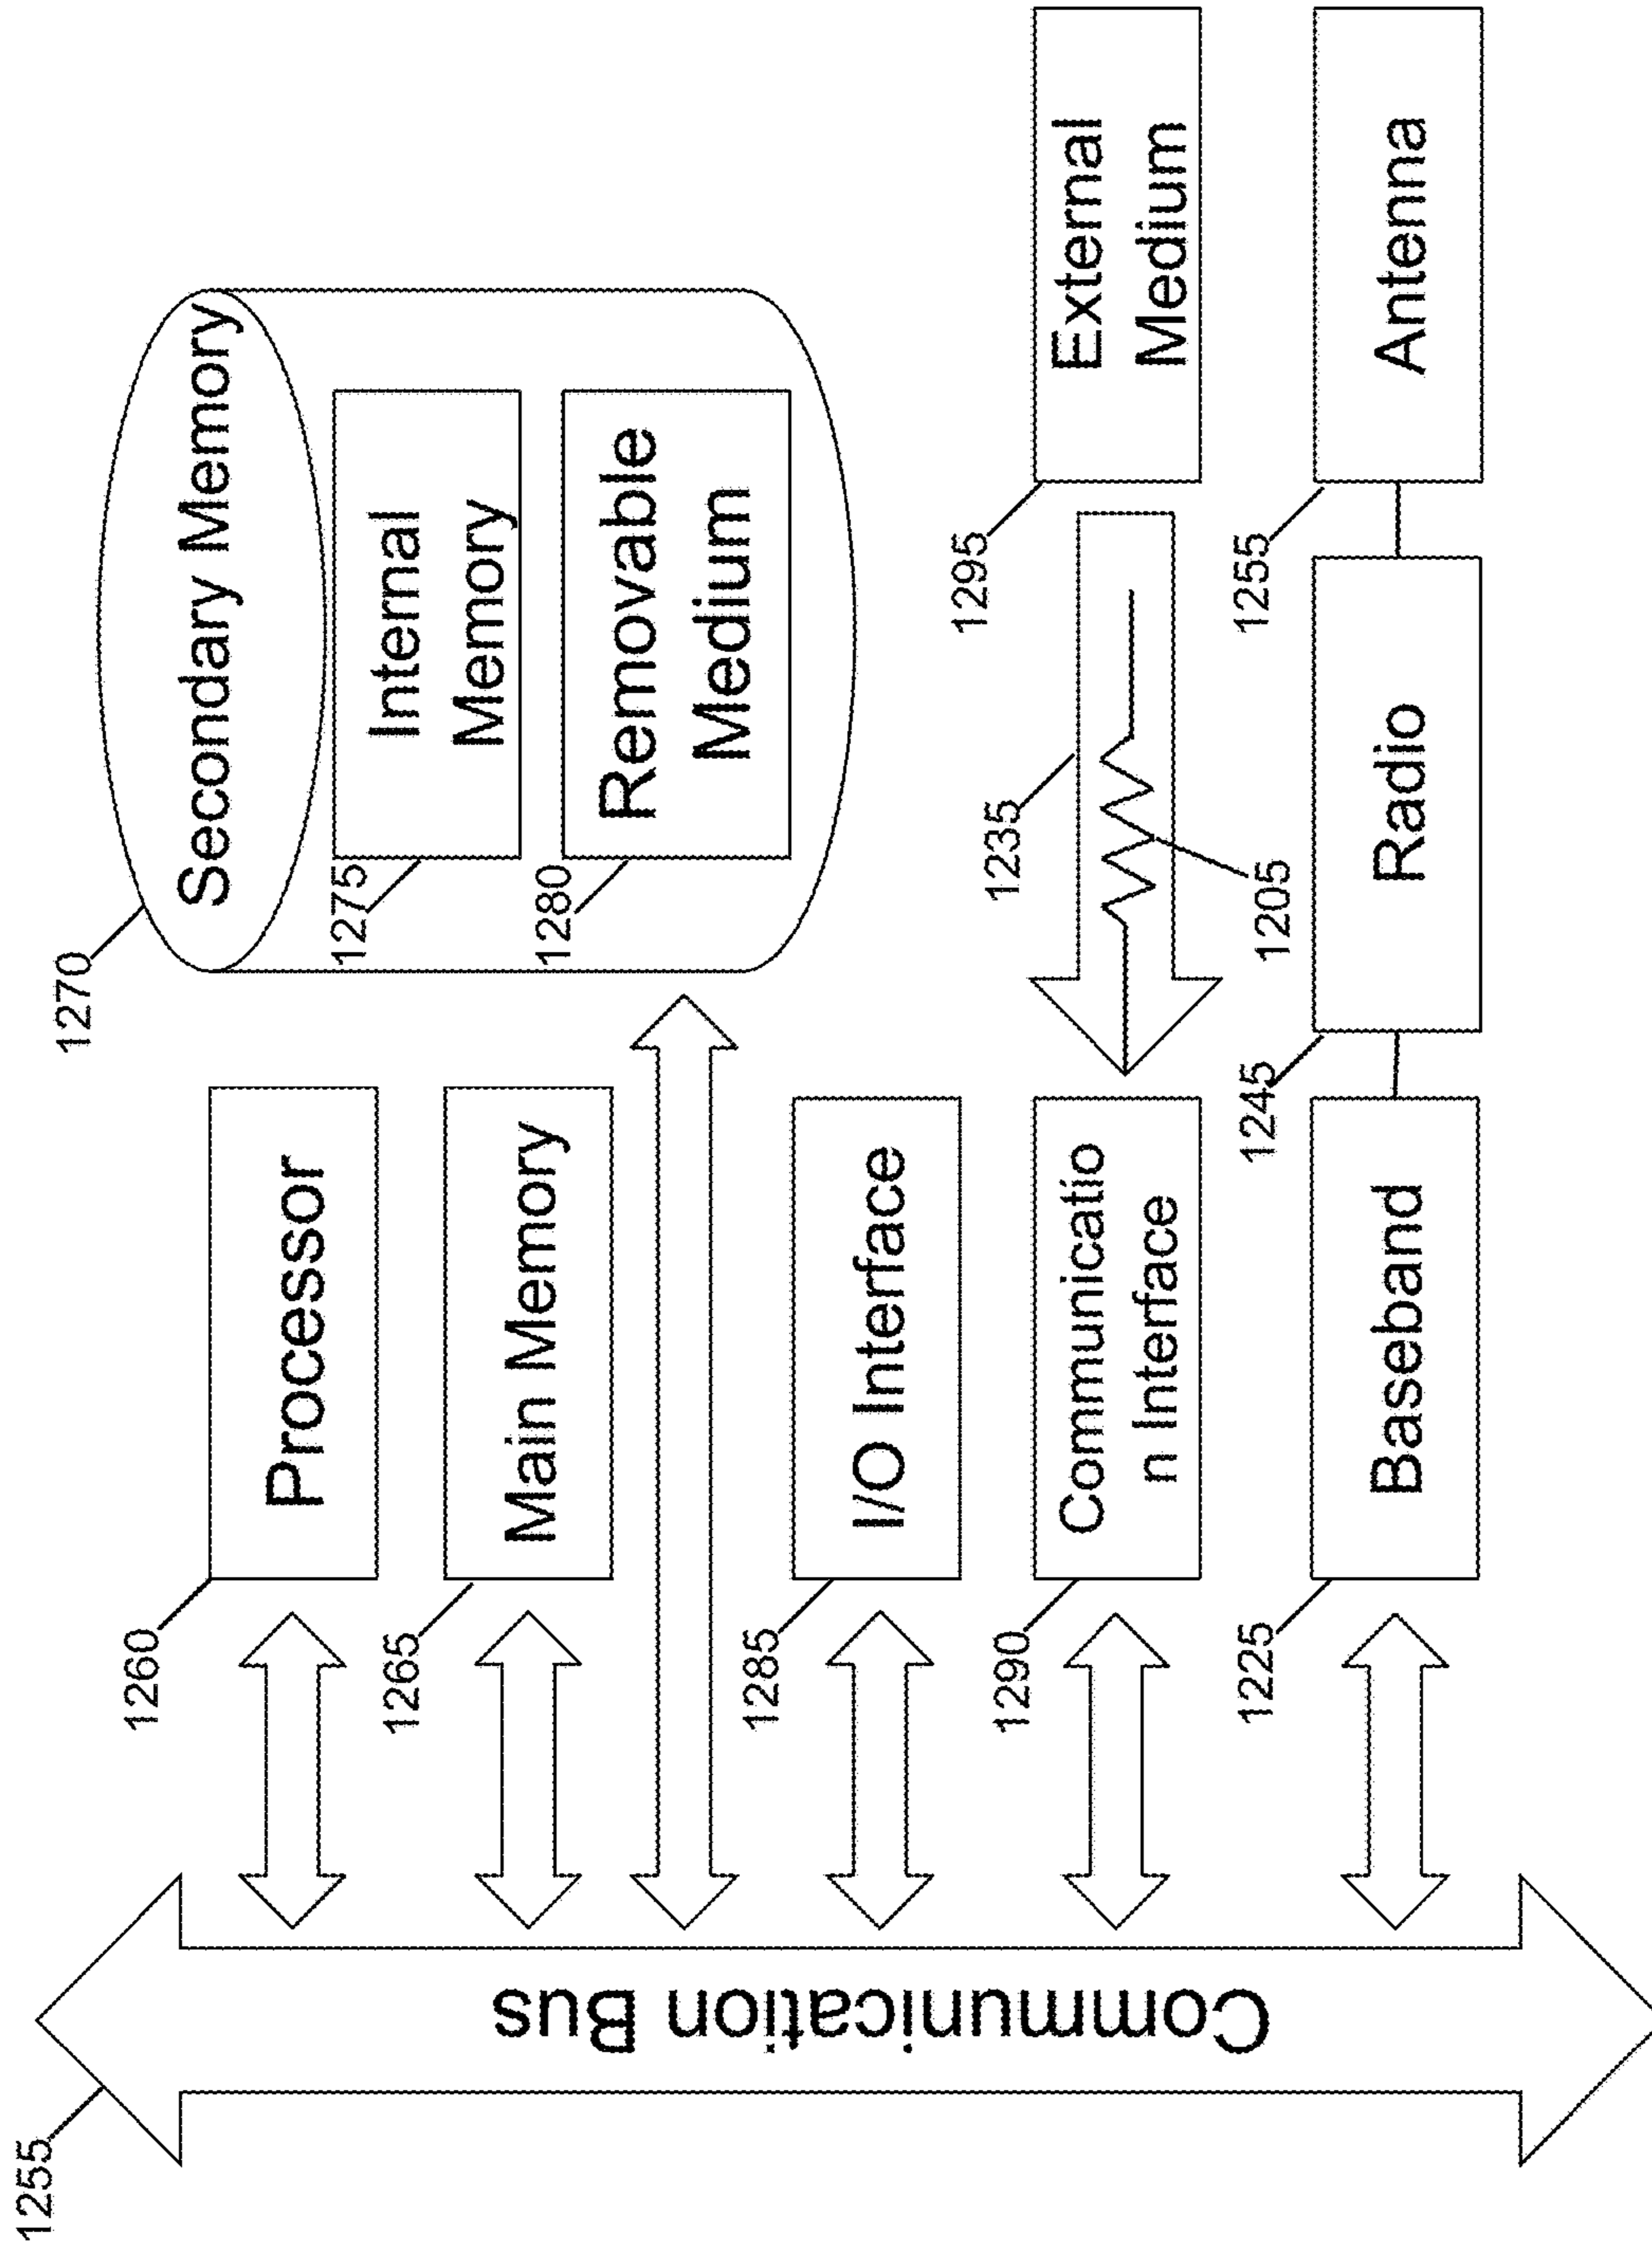 1255
Communication Bus
1260
Processor
1265
Main Memory
1270
Secondary Memory
1275
Internal
Memory
1280
Removable
Medium
1285
I/O Interface
1290
Communicatio
n Interface
1235
1205
1295
External
Medium
1225
Baseband
1245
Radio
1255
Antenna